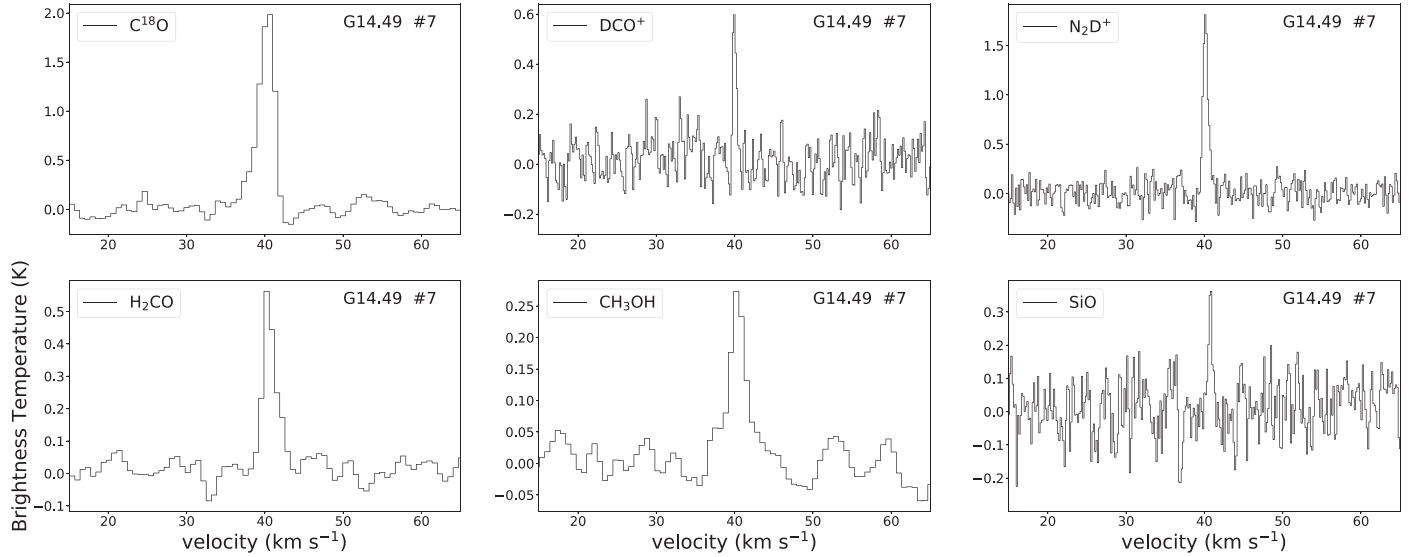 C¹⁸O G14.49 #7
2.0
1.5
1.0
0.5
0.0
20 30 40 50 60
DCO⁺ G14.49 #7
0.6
0.4
0.2
0.0
−0.2
20 30 40 50 60
N₂D⁺ G14.49 #7
1.5
1.0
0.5
0.0
20 30 40 50 60
Brightness Temperature (K)
H₂CO G14.49 #7
0.5
0.4
0.3
0.2
0.1
0.0
−0.1
20 30 40 50 60
velocity (km s⁻¹)
CH₃OH G14.49 #7
0.25
0.20
0.15
0.10
0.05
0.00
−0.05
20 30 40 50 60
velocity (km s⁻¹)
SiO G14.49 #7
0.3
0.2
0.1
0.0
−0.1
−0.2
20 30 40 50 60
velocity (km s⁻¹)